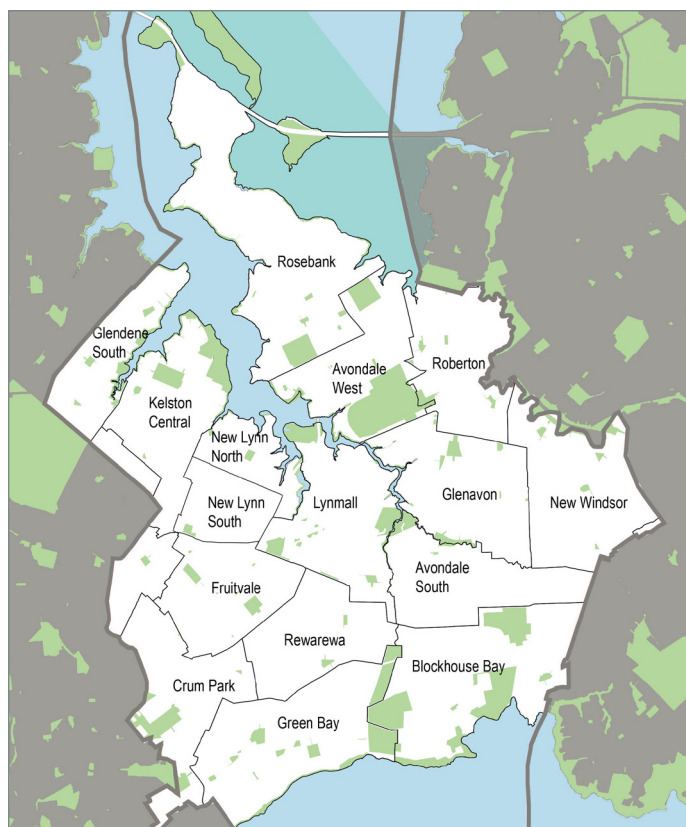 Rosebank
Glendene
South
Avondale
West
Roberton
Kelston
Central
New Lynn
North
New Lynn
South
Lynmall
Glenavon
New Windsor
Avondale
South
Fruitvale
Rewarewa
Blockhouse Bay
Crum Park
Green Bay